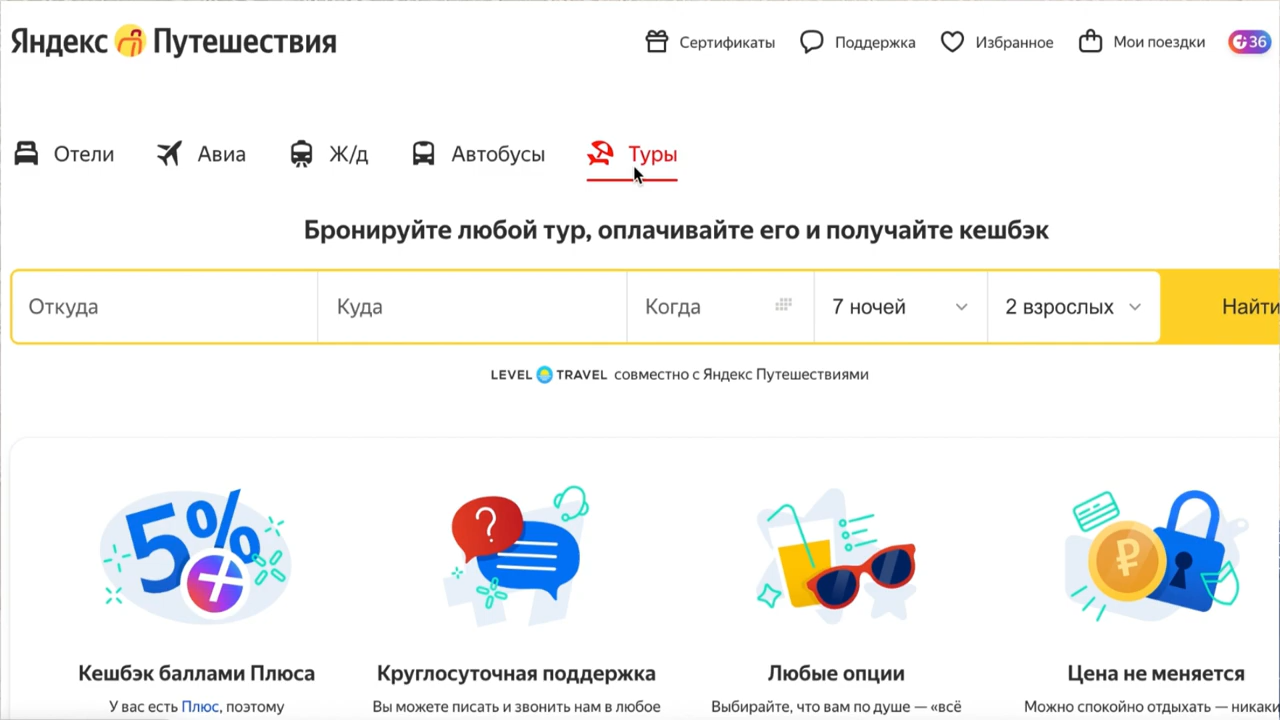 Яндекс Путешествия
Сертификаты
Поддержка
Избранное
Мои поездки
36
Отели
Авиа
Ж/д
Автобусы
Туры
Бронируйте любой тур, оплачивайте его и получайте кешбэк
Откуда
Куда
Когда
7 ночей
2 взрослых
Найти
LEVEL TRAVEL совместно с Яндекс Путешествиями
5%
?
₽
Кешбэк баллами Плюса
У вас есть Плюс, поэтому
Круглосуточная поддержка
Вы можете писать и звонить нам в любое
Любые опции
Выбирайте, что вам по душе — «всё
Цена не меняется
Можно спокойно отдыхать — никаки